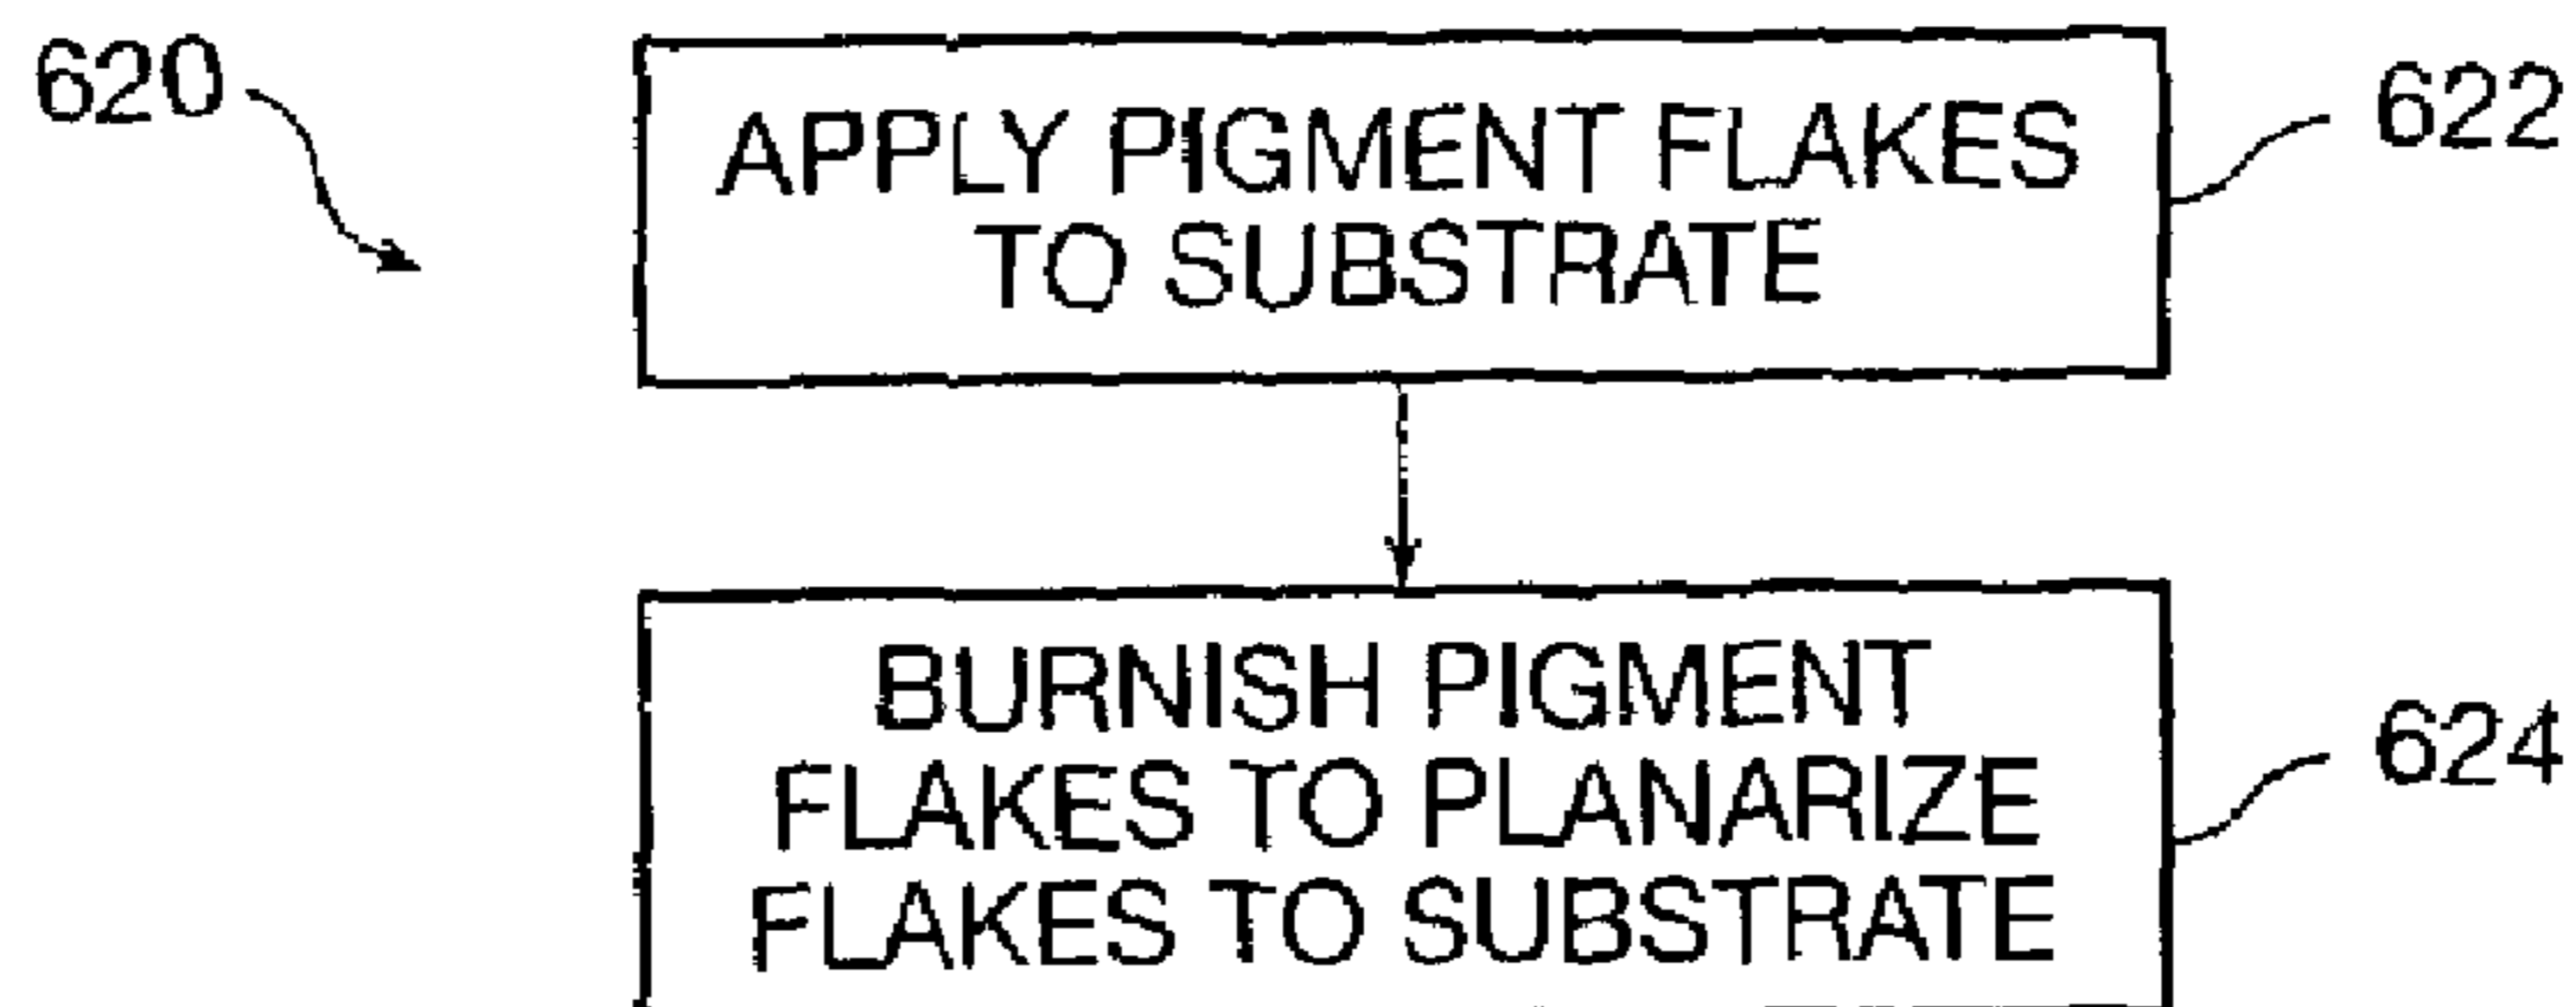 620
APPLY PIGMENT FLAKES
TO SUBSTRATE
622
BURNISH PIGMENT
FLAKES TO PLANARIZE
FLAKES TO SUBSTRATE
624